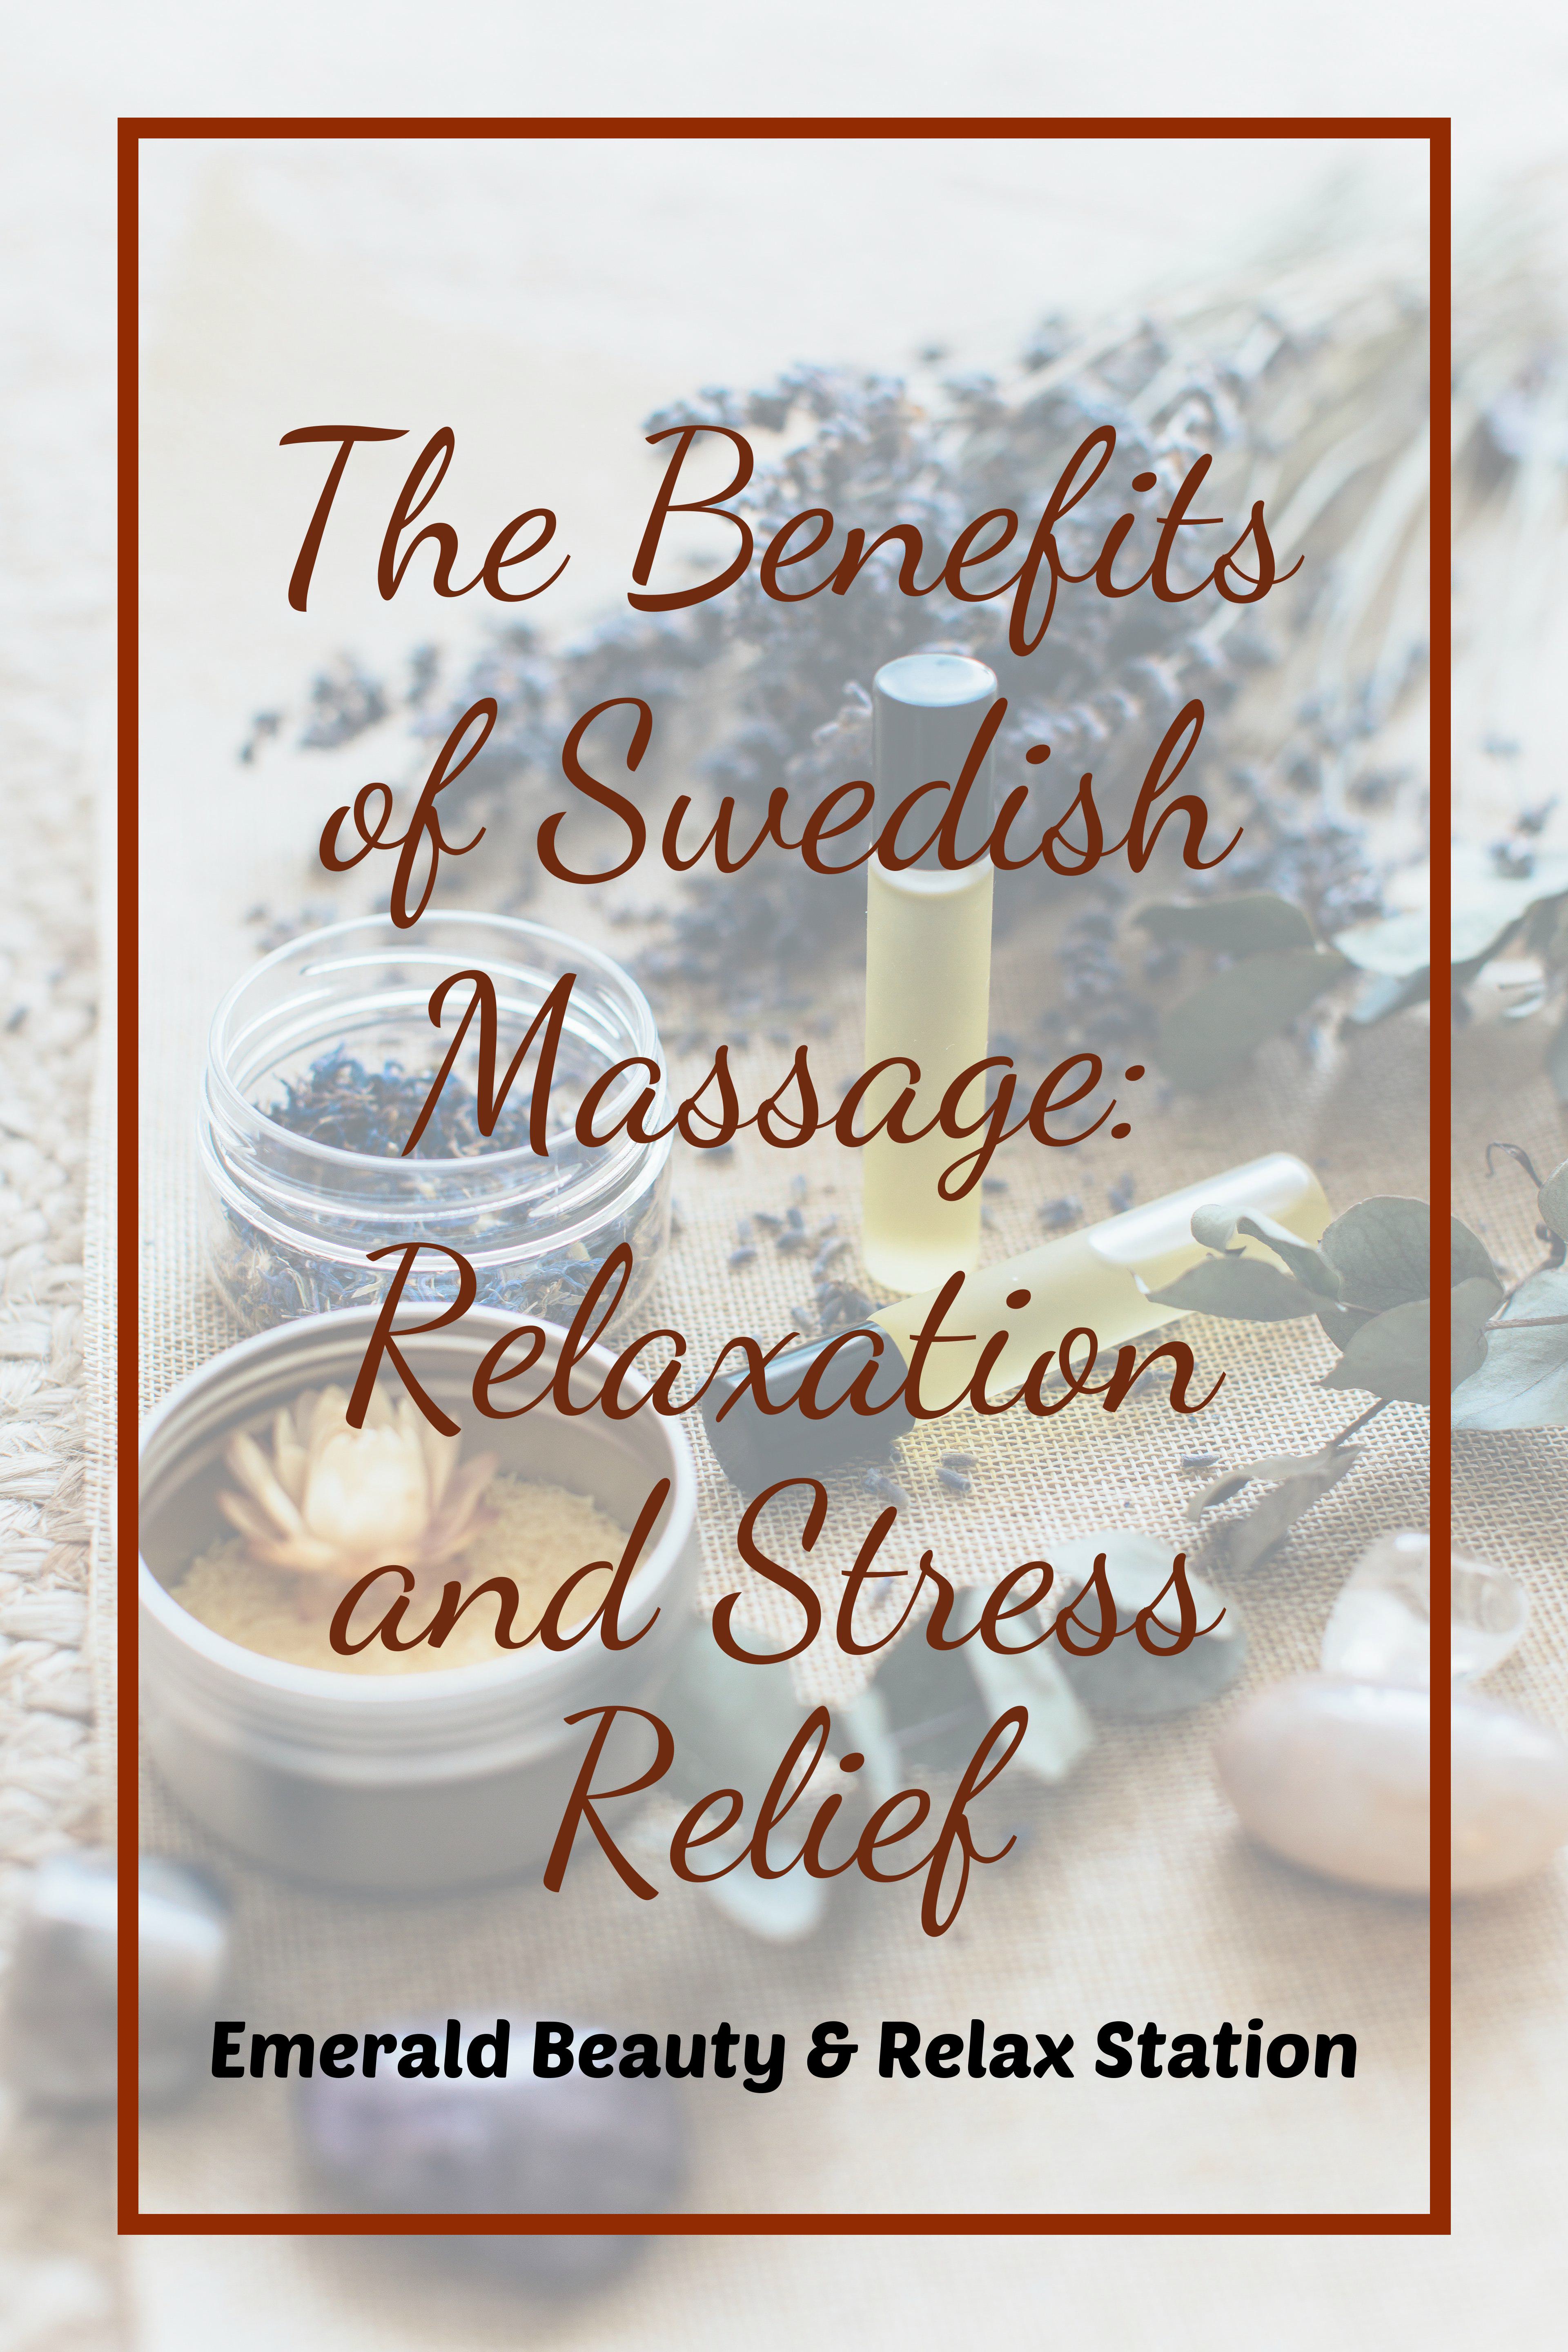 The Benefits
of Swedish
Massage:
Relaxation
and Stress
Relief
Emerald Beauty & Relax Station